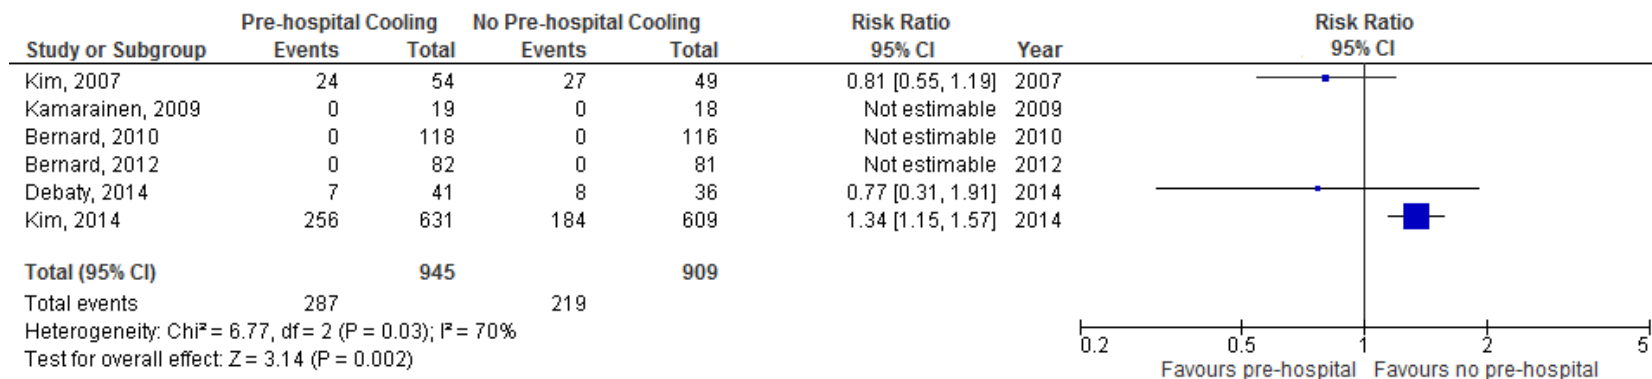 Pre-hospital Cooling No Pre-hospital Cooling Risk Ratio Risk Ratio
Study or Subgroup Events Total Events Total 95% CI Year 95% CI
Kim, 2007 24 54 27 49 0.81 [0.55, 1.19] 2007
Kamarainen, 2009 0 19 0 18 Not estimable 2009
Bernard, 2010 0 118 0 116 Not estimable 2010
Bernard, 2012 0 82 0 81 Not estimable 2012
Debaty, 2014 7 41 8 36 0.77 [0.31, 1.91] 2014
Kim, 2014 256 631 184 609 1.34 [1.15, 1.57] 2014
Total (95% CI) 945 909
Total events 287 219
Heterogeneity: Chi² = 6.77, df = 2 (P = 0.03); I² = 70%
Test for overall effect: Z = 3.14 (P = 0.002)
0.2 0.5 1 2 5
Favours pre-hospital Favours no pre-hospital